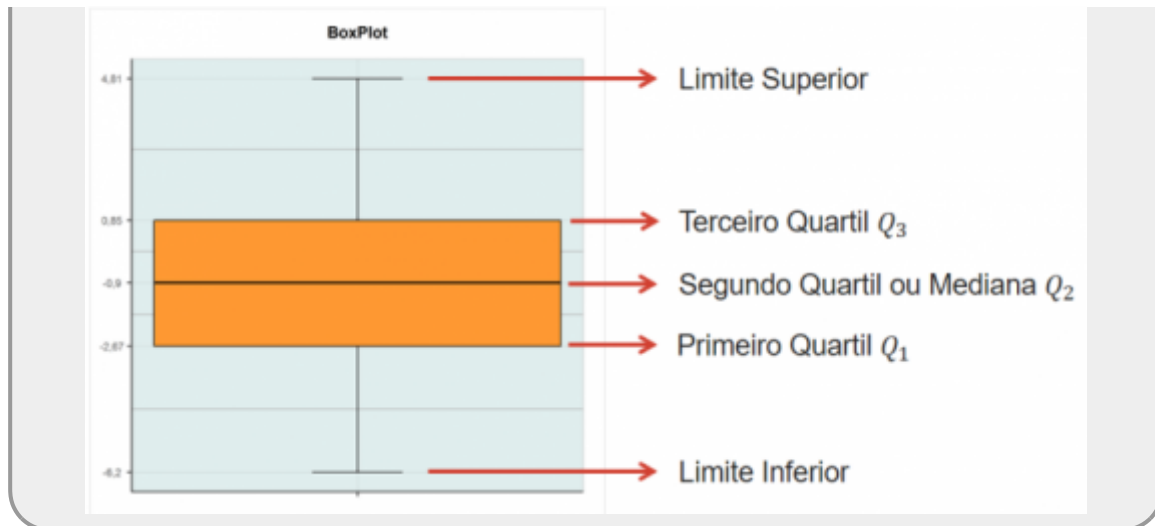 BoxPlot
4,81
Limite Superior
0,85
Terceiro Quartil Q₃
-0,9
Segundo Quartil ou Mediana Q₂
-2,67
Primeiro Quartil Q₁
-6,2
Limite Inferior